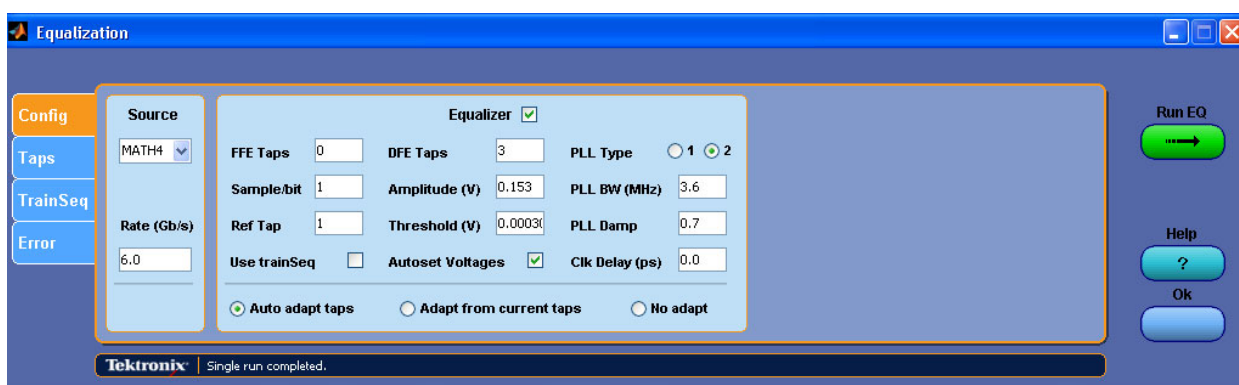 Equalization
Config
Taps
TrainSeq
Error
Source
MATH4
Rate (Gb/s)
6.0
Equalizer
FFE Taps 0 DFE Taps 3 PLL Type 1 2
Sample/bit 1 Amplitude (V) 0.153 PLL BW (MHz) 3.6
Ref Tap 1 Threshold (V) 0.0003 PLL Damp 0.7
Use trainSeq Autoset Voltages Clk Delay (ps) 0.0
Auto adapt taps Adapt from current taps No adapt
Run EQ
Help
?
Ok
Tektronix Single run completed.